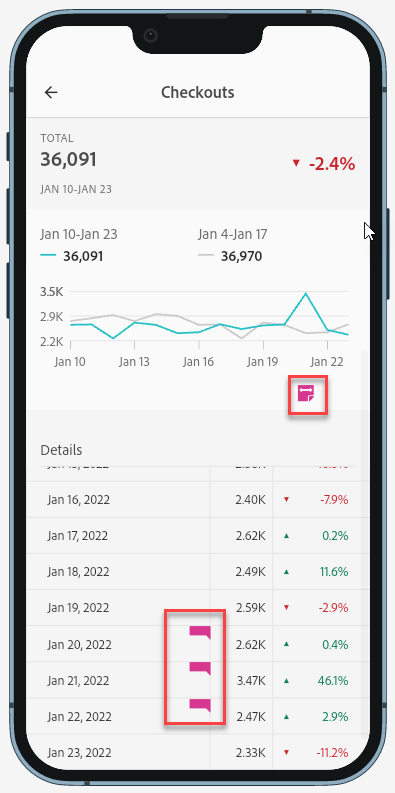 Checkouts
TOTAL
36,091
▼ -2.4%
JAN 10-JAN 23
Jan 10-Jan 23 Jan 4-Jan 17
36,091 36,970
3.5K
2.9K
2.2K
Jan 10 Jan 13 Jan 16 Jan 19 Jan 22
Details
Jan 16, 2022 2.40K ▼ -7.9%
Jan 17, 2022 2.62K ▲ 0.2%
Jan 18, 2022 2.49K ▲ 11.6%
Jan 19, 2022 2.59K ▼ -2.9%
Jan 20, 2022 2.62K ▲ 0.4%
Jan 21, 2022 3.47K ▲ 46.1%
Jan 22, 2022 2.47K ▲ 2.9%
Jan 23, 2022 2.33K ▼ -11.2%